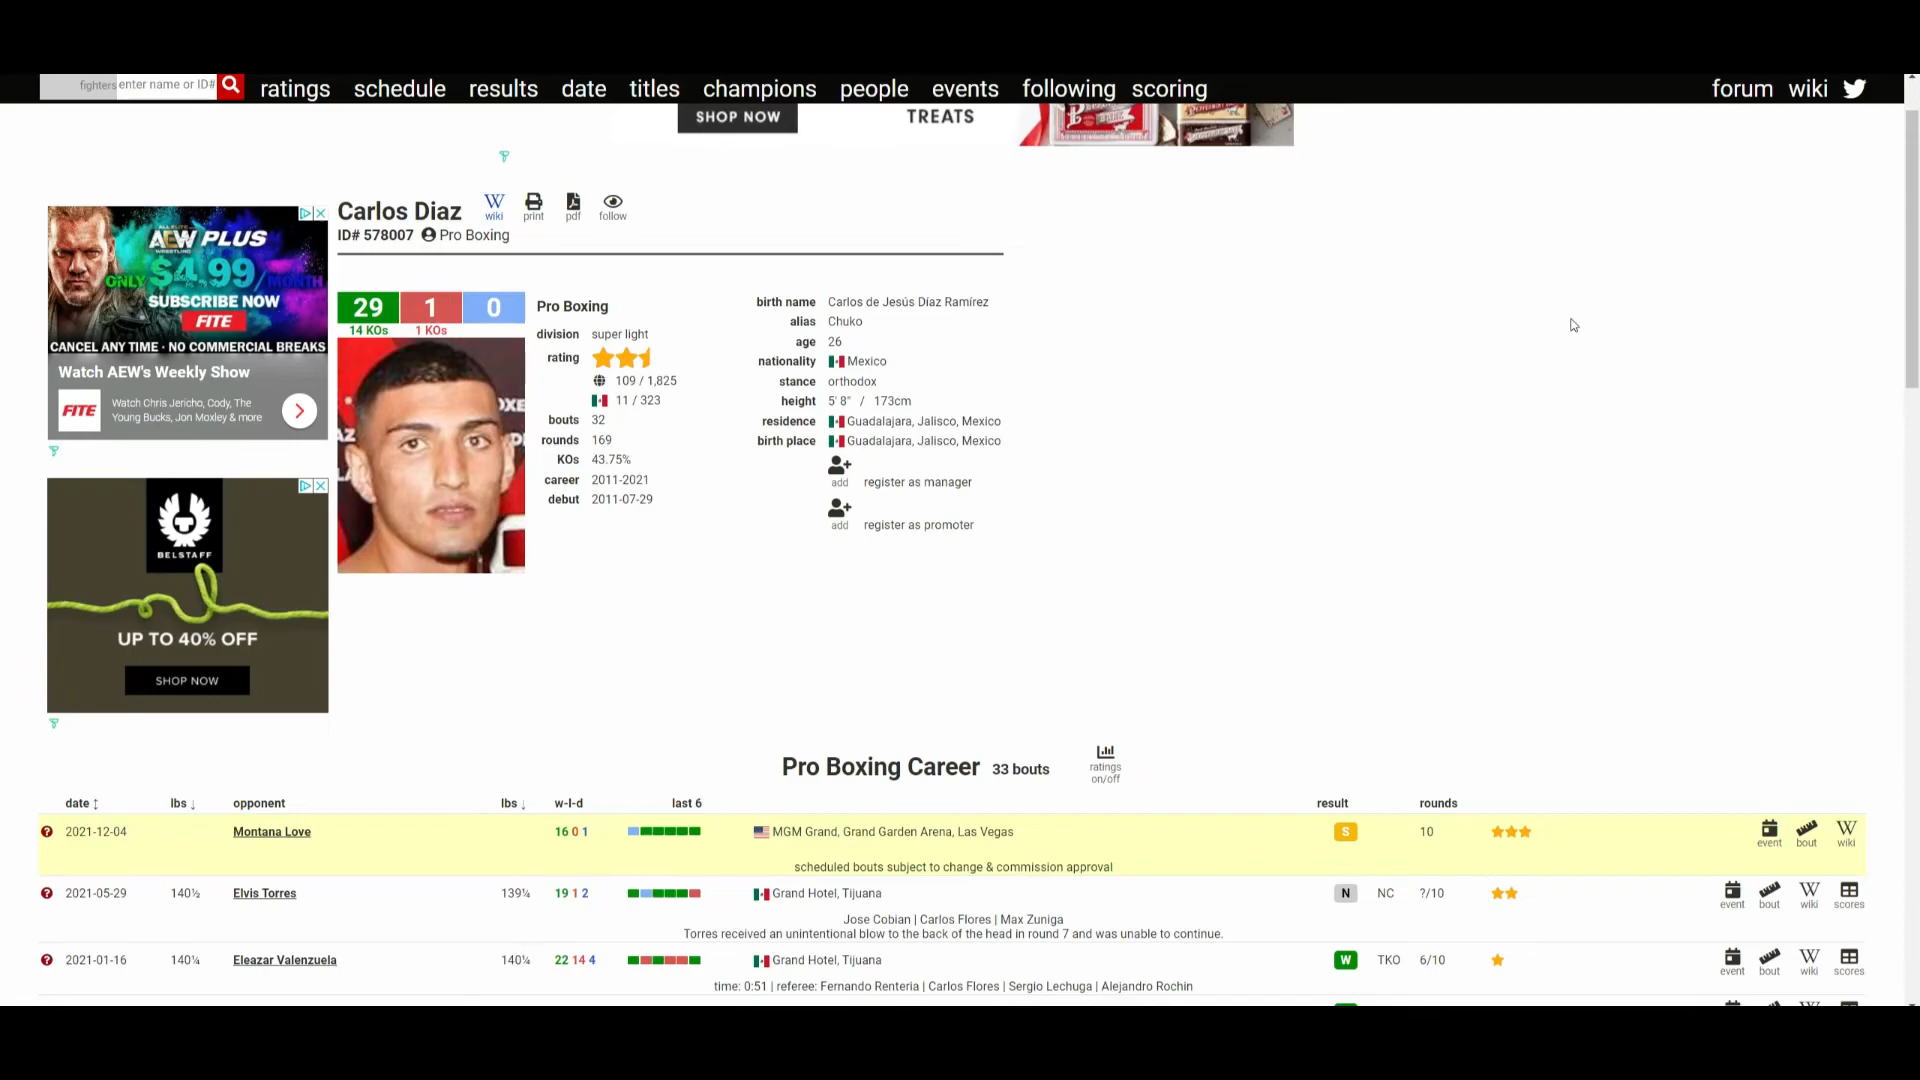 fighters enter name or ID# ratings schedule results date titles champions people events following scoring forum wiki
SHOP NOW TREATS
Carlos Diaz wiki print pdf follow
ID# 578007 Pro Boxing
ALL ELITE WRESTLING
AEW PLUS
ONLY $4.99/MONTH
SUBSCRIBE NOW
FITE
CANCEL ANY TIME · NO COMMERCIAL BREAKS
Watch AEW's Weekly Show
FITE Watch Chris Jericho, Cody, The
Young Bucks, Jon Moxley & more
BELSTAFF
UP TO 40% OFF
SHOP NOW
29 1 0
14 KOs 1 KOs
Pro Boxing
division super light
rating
109 / 1,825
11 / 323
bouts 32
rounds 169
KOs 43.75%
career 2011-2021
debut 2011-07-29
birth name Carlos de Jesús Díaz Ramírez
alias Chuko
age 26
nationality Mexico
stance orthodox
height 5' 8" / 173cm
residence Guadalajara, Jalisco, Mexico
birth place Guadalajara, Jalisco, Mexico
add register as manager
add register as promoter
Pro Boxing Career 33 bouts ratings
on/off
date lbs opponent lbs w-l-d last 6 result rounds
2021-12-04 Montana Love 16 0 1 MGM Grand, Grand Garden Arena, Las Vegas S 10 event bout wiki
scheduled bouts subject to change & commission approval
2021-05-29 140½ Elvis Torres 139¼ 19 1 2 Grand Hotel, Tijuana N NC ?/10 event bout wiki scores
Jose Cobian | Carlos Flores | Max Zuniga
Torres received an unintentional blow to the back of the head in round 7 and was unable to continue.
2021-01-16 140¼ Eleazar Valenzuela 140¼ 22 14 4 Grand Hotel, Tijuana W TKO 6/10 event bout wiki scores
time: 0:51 | referee: Fernando Renteria | Carlos Flores | Sergio Lechuga | Alejandro Rochin